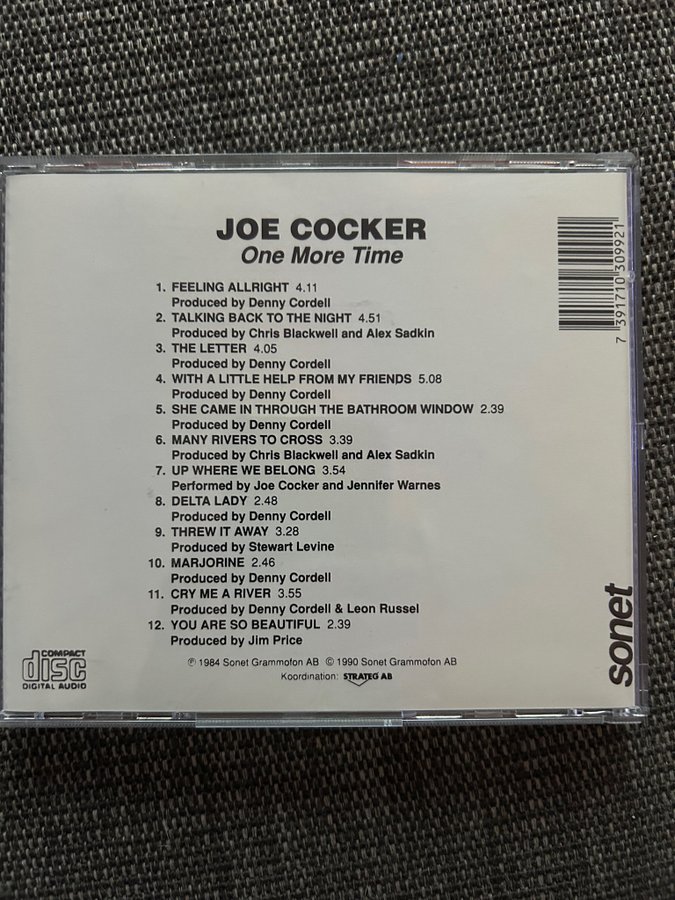 JOE COCKER
One More Time
1. FEELING ALLRIGHT 4.11
Produced by Denny Cordell
2. TALKING BACK TO THE NIGHT 4.51
Produced by Chris Blackwell and Alex Sadkin
3. THE LETTER 4.05
Produced by Denny Cordell
4. WITH A LITTLE HELP FROM MY FRIENDS 5.08
Produced by Denny Cordell
5. SHE CAME IN THROUGH THE BATHROOM WINDOW 2.39
Produced by Denny Cordell
6. MANY RIVERS TO CROSS 3.39
Produced by Chris Blackwell and Alex Sadkin
7. UP WHERE WE BELONG 3.54
Performed by Joe Cocker and Jennifer Warnes
8. DELTA LADY 2.48
Produced by Denny Cordell
9. THREW IT AWAY 3.28
Produced by Stewart Levine
10. MARJORINE 2.46
Produced by Denny Cordell
11. CRY ME A RIVER 3.55
Produced by Denny Cordell & Leon Russel
12. YOU ARE SO BEAUTIFUL 2.39
Produced by Jim Price
℗ 1984 Sonet Grammofon AB © 1990 Sonet Grammofon AB
Koordination: STRATEG AB
COMPACT
disc
DIGITAL AUDIO
7 391710 309921
sonet